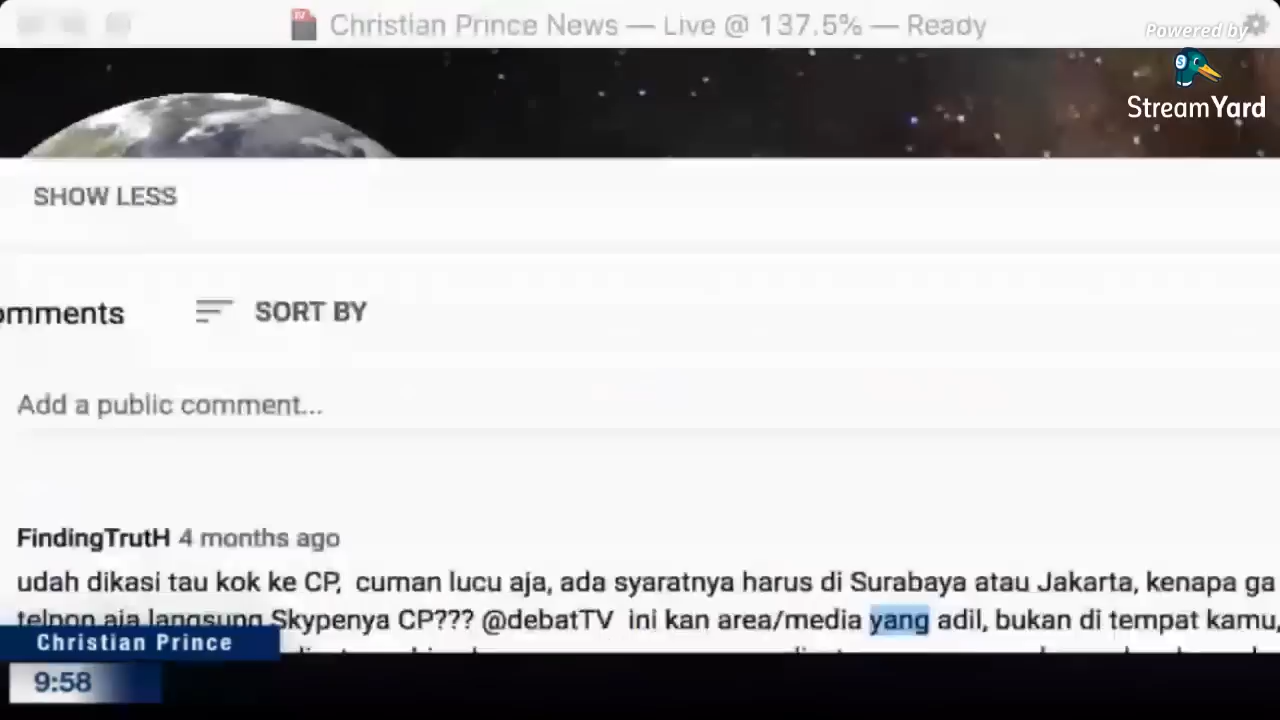 Christian Prince News — Live @ 137.5% — Ready
Powered by
StreamYard
SHOW LESS
omments
SORT BY
Add a public comment...
FindingTrutH 4 months ago
udah dikasi tau kok ke CP, cuman lucu aja, ada syaratnya harus di Surabaya atau Jakarta, kenapa ga
telpon aja langsung Skypenya CP??? @debatTV ini kan area/media yang adil, bukan di tempat kamu,
Christian Prince
9:58